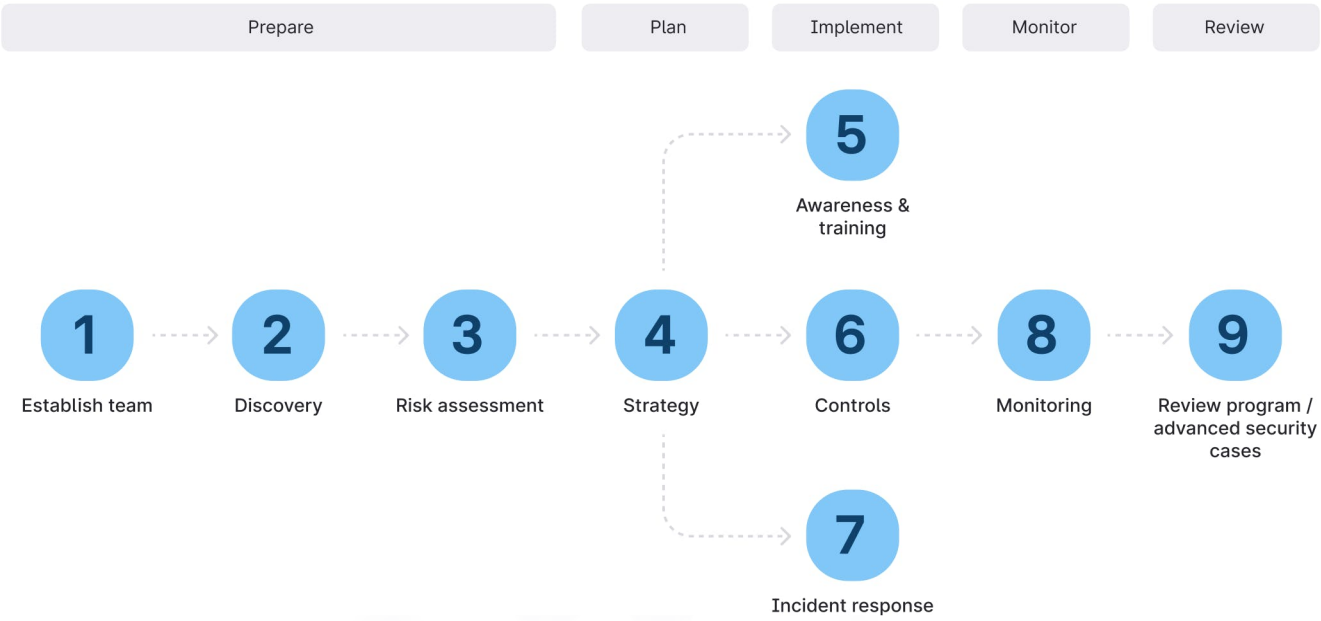 Prepare
Plan
Implement
Monitor
Review
5
Awareness &
training
1
Establish team
2
Discovery
3
Risk assessment
4
Strategy
6
Controls
8
Monitoring
9
Review program /
advanced security
cases
7
Incident response